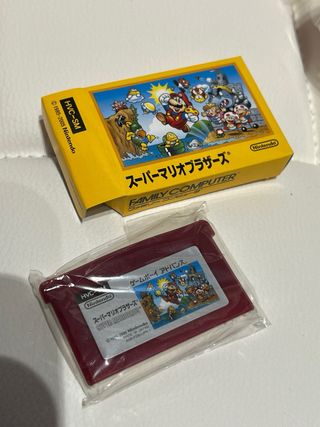 HVC-SM
©1985-2005 Nintendo
スーパーマリオブラザーズ®
FAMILY COMPUTER
Nintendo
HVC-SM
ゲームボーイ アドバンス
スーパーマリオブラザーズ
Nintendo